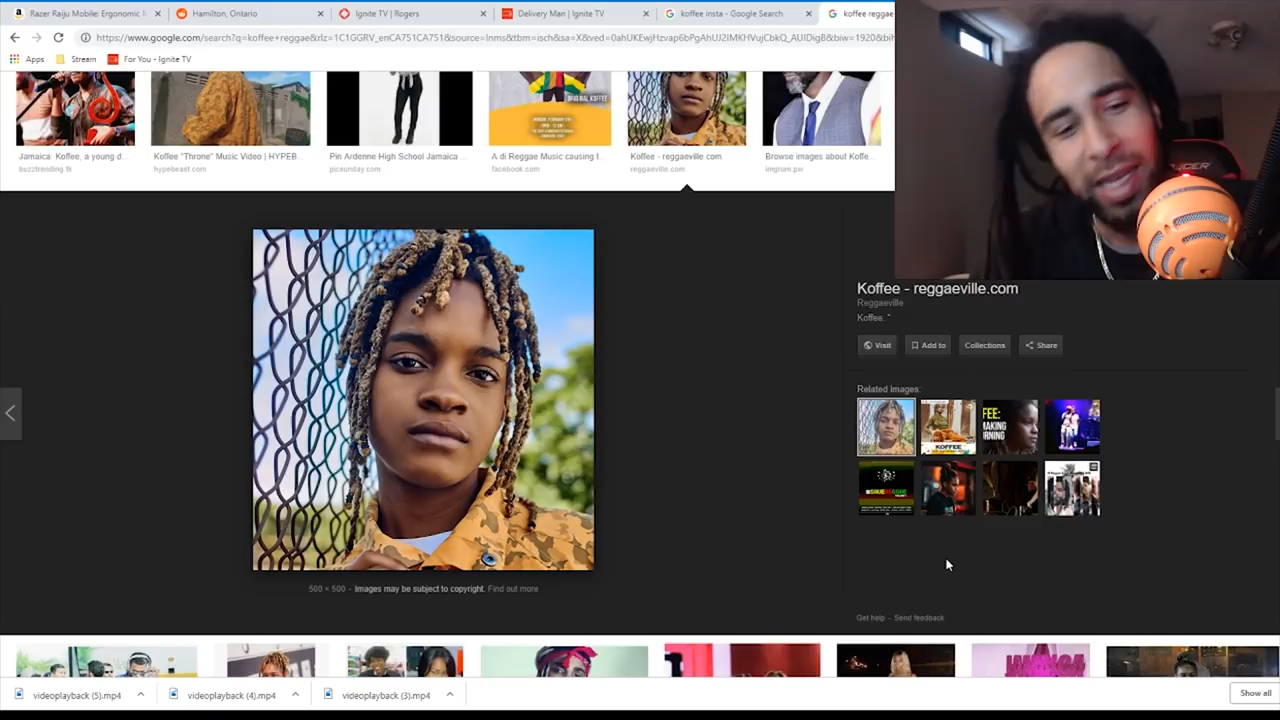 Razer Raiju Mobile: Ergonomic M
Hamilton, Ontario
Ignite TV | Rogers
Delivery Man | Ignite TV
koffee insta - Google Search
koffee reggae
https://www.google.com/search?q=koffee+reggae&rlz=1C1GGRV_enCA751CA751&source=lnms&tbm=isch&sa=X&ved=
Apps
Stream
For You - Ignite TV
ORIGINAL KOFFEE
Jamaica: Koffee, a young d...
Koffee "Throne" Music Video | HYPEB...
Pin Ardenne High School Jamaica ...
A di Reggae Music causing t...
Koffee - reggaeville.com
Browse images about Koffe...
buzztrending.tk
hypebeast.com
picsunday.com
facebook.com
reggaeville.com
imgrum.pw
Koffee - reggaeville.com
Reggaeville
Koffee. "
Visit
Add to
Collections
Share
Related images:
FEE:
MAKING
KOFFEE
500 × 500 - Images may be subject to copyright. Find out more
Get help - Send feedback
JAMAICA
videoplayback (5).mp4
videoplayback (4).mp4
videoplayback (3).mp4
Show all